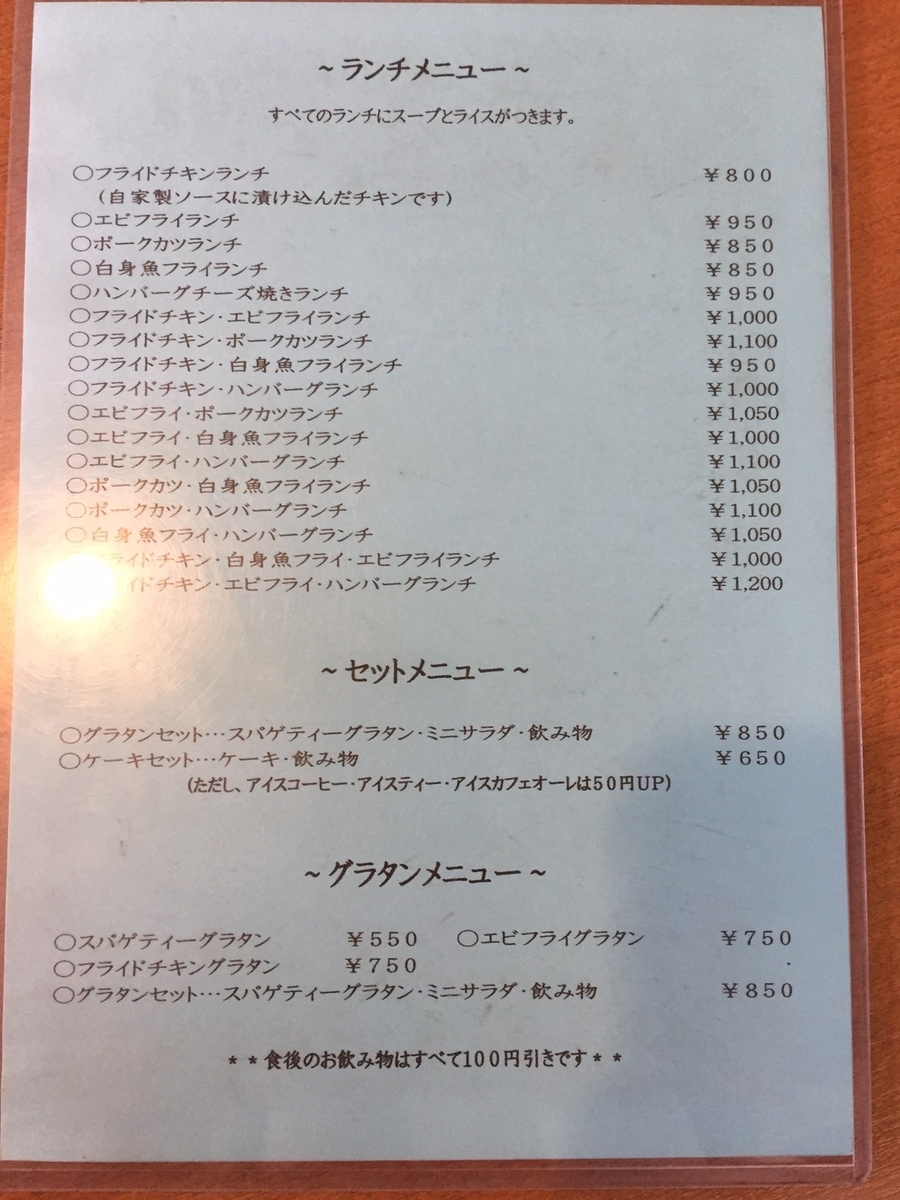 ～ランチメニュー～
すべてのランチにスープとライスがつきます。
○フライドチキンランチ ￥８００
（自家製ソースに漬け込んだチキンです）
○エビフライランチ ￥９５０
○ポークカツランチ ￥８５０
○白身魚フライランチ ￥８５０
○ハンバーグチーズ焼きランチ ￥９５０
○フライドチキン・エビフライランチ ￥1,000
○フライドチキン・ポークカツランチ ￥1,100
○フライドチキン・白身魚フライランチ ￥９５０
○フライドチキン・ハンバーグランチ ￥1,000
○エビフライ・ポークカツランチ ￥1,050
○エビフライ・白身魚フライランチ ￥1,000
○エビフライ・ハンバーグランチ ￥1,100
○ポークカツ・白身魚フライランチ ￥1,050
○ポークカツ・ハンバーグランチ ￥1,100
○白身魚フライ・ハンバーグランチ ￥1,050
ライドチキン・白身魚フライ・エビフライランチ ￥1,000
イドチキン・エビフライ・ハンバーグランチ ￥1,200
～セットメニュー～
○グラタンセット…スパゲティーグラタン・ミニサラダ・飲み物 ￥８５０
○ケーキセット…ケーキ・飲み物 ￥６５０
（ただし、アイスコーヒー・アイスティー・アイスカフェオーレは５０円ＵＰ）
～グラタンメニュー～
○スパゲティーグラタン ￥５５０ ○エビフライグラタン ￥７５０
○フライドチキングラタン ￥７５０
○グラタンセット…スパゲティーグラタン・ミニサラダ・飲み物 ￥８５０
＊＊食後のお飲み物はすべて１００円引きです＊＊